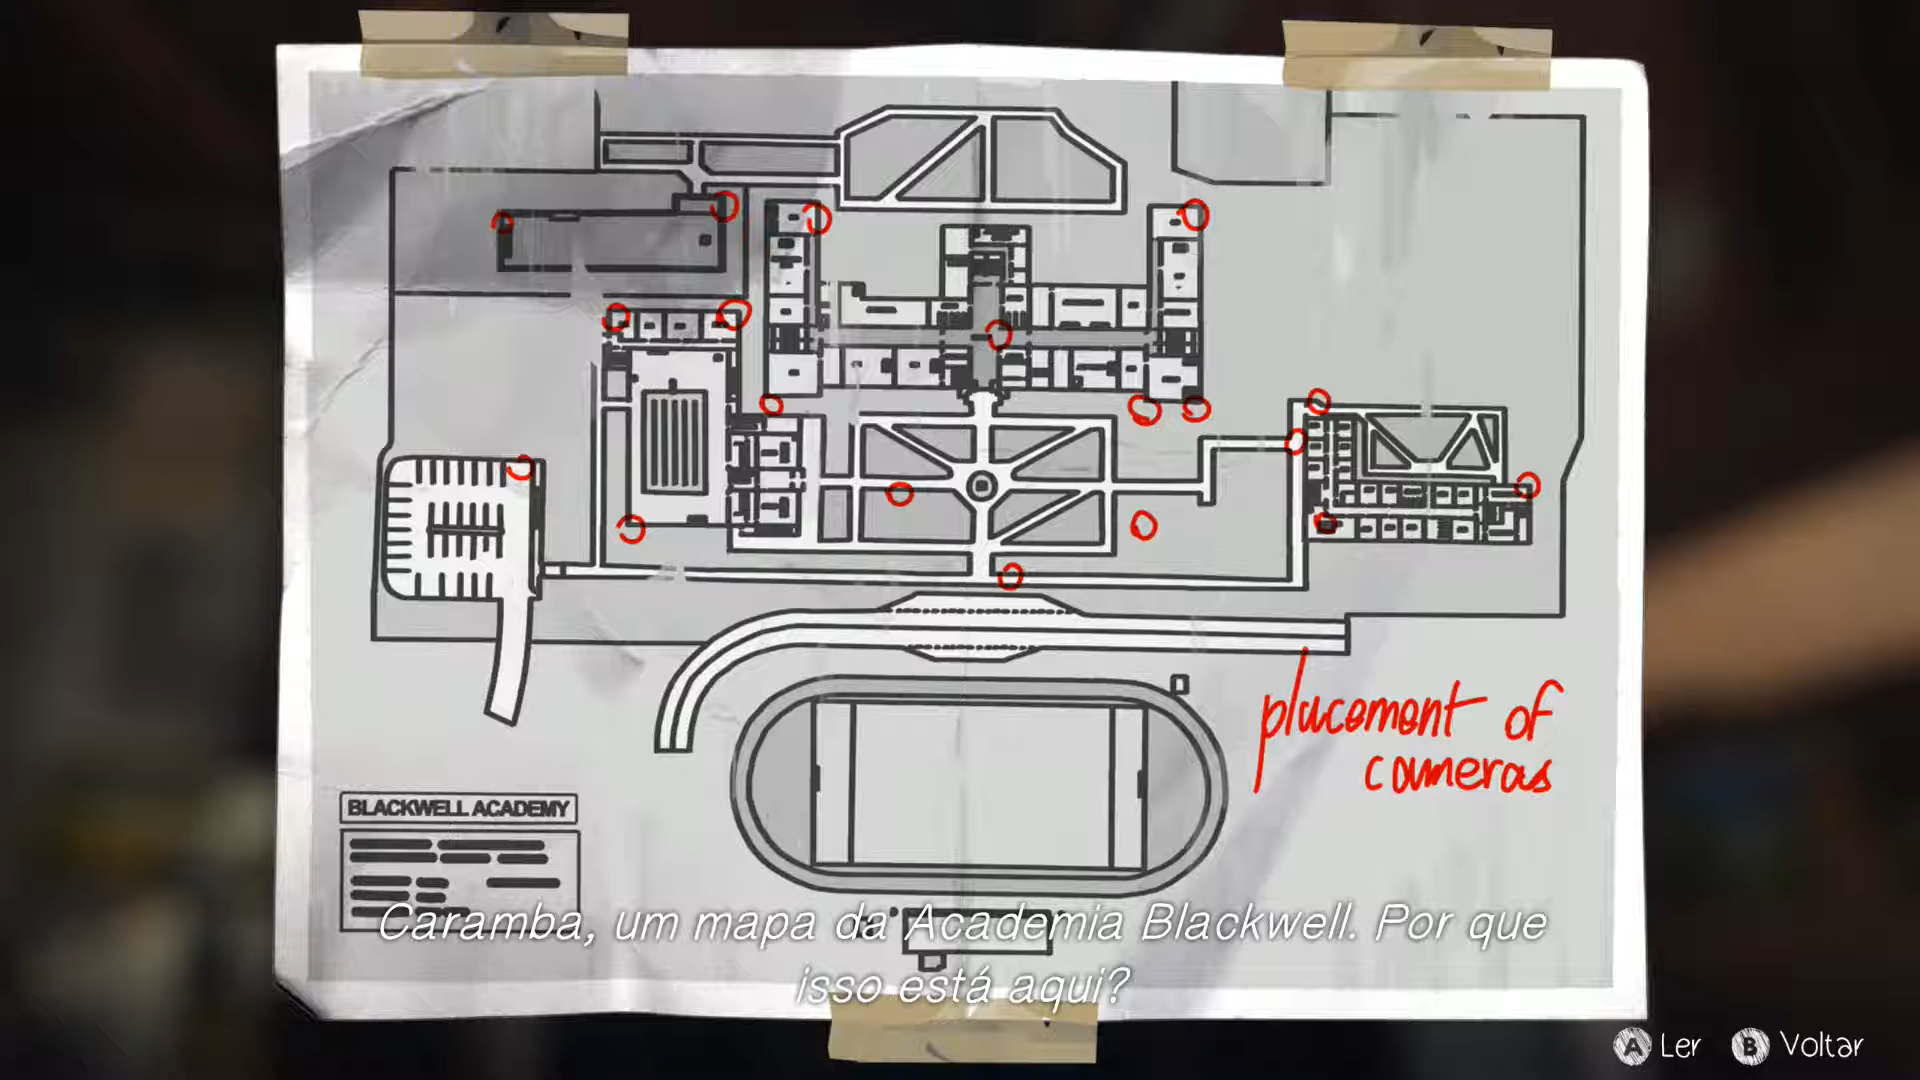 placement of
cameras
BLACKWELL ACADEMY
Caramba, um mapa da Academia Blackwell. Por que
isso está aqui?
A Ler B Voltar